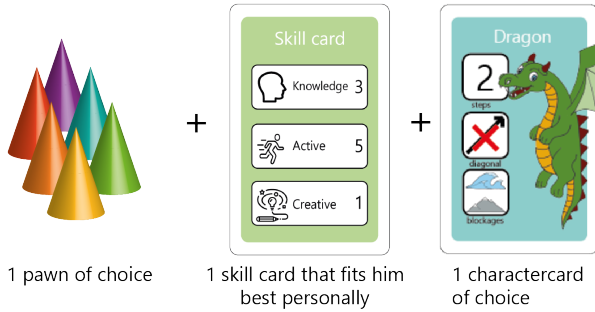 Skill card
Knowledge 3
Active 5
Creative 1
Dragon
2
steps
diagonal
blockages
+
+
1 pawn of choice
1 skill card that fits him
best personally
1 charactercard
of choice